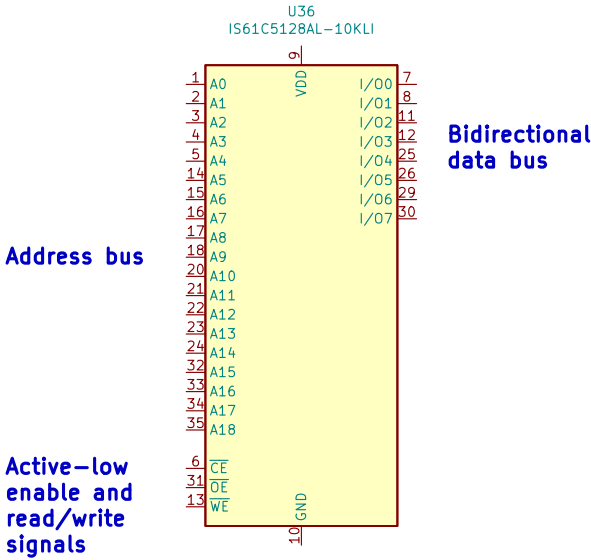 U36
IS61C5128AL-10KLI
9
VDD
1 A0 I/O0 7
2 A1 I/O1 8
3 A2 I/O2 11
4 A3 I/O3 12
Bidirectional
data bus
5 A4 I/O4 25
14 A5 I/O5 26
15 A6 I/O6 29
16 A7 I/O7 30
17 A8
Address bus
18 A9
20 A10
21 A11
22 A12
23 A13
24 A14
32 A15
33 A16
34 A17
35 A18
Active-low
enable and
read/write
signals
6 C̅E̅
31 O̅E̅
13 W̅E̅
GND
10